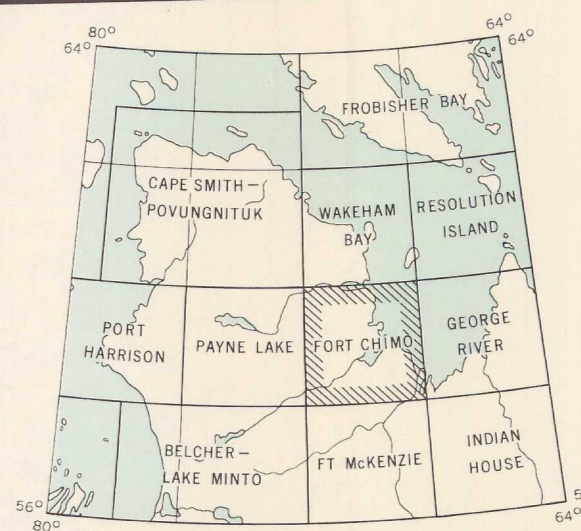 80°
64°
64°
64°
FROBISHER BAY
CAPE SMITH –
POVUNGNITUK
WAKEHAM
BAY
RESOLUTION
ISLAND
PORT
HARRISON
PAYNE LAKE
FORT CHIMO
GEORGE
RIVER
BELCHER –
LAKE MINTO
FT McKENZIE
INDIAN
HOUSE
56°
80°
64°